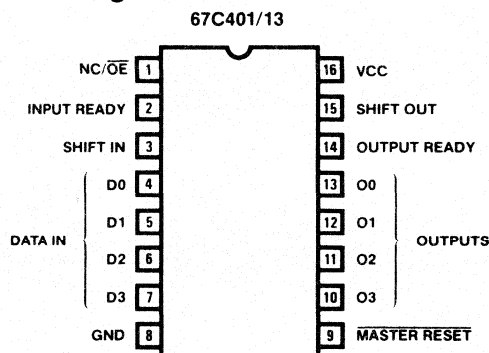 67C401/13
NC/OE 1 16 VCC
INPUT READY 2 15 SHIFT OUT
SHIFT IN 3 14 OUTPUT READY
D0 4 13 O0
D1 5 12 O1
DATA IN OUTPUTS
D2 6 11 O2
D3 7 10 O3
GND 8 9 MASTER RESET